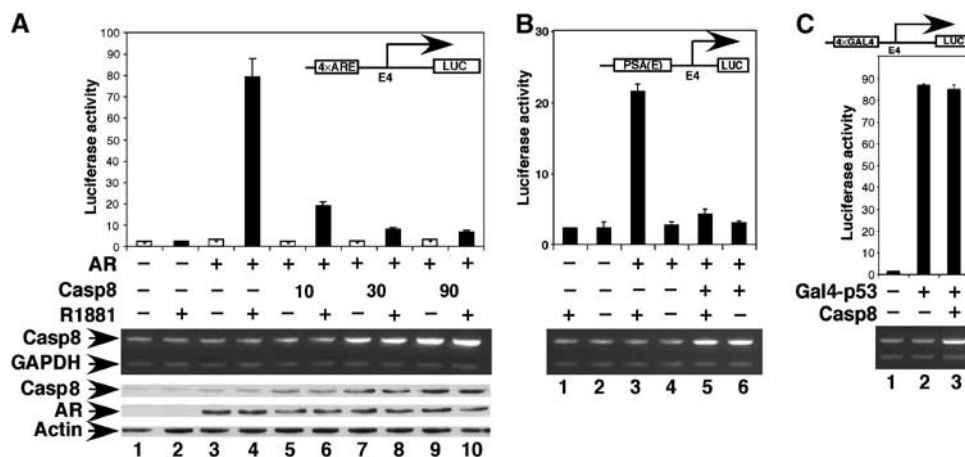 A
Luciferase activity
100
90
80
70
60
50
40
30
20
10
0
4×ARE
E4
LUC
AR − − + + + + + + + +
Casp8 − − − − 10 30 90
R1881 − + − + − + − + − +
Casp8
GAPDH
Casp8
AR
Actin
1 2 3 4 5 6 7 8 9 10
B
Luciferase activity
30
20
10
0
PSA(E)
E4
LUC
− − + + + +
− − − − + +
+ − + − + −
1 2 3 4 5 6
C
4×GAL4
E4
LUC
Luciferase activity
90
80
70
60
50
40
30
20
10
0
Gal4-p53 − + +
Casp8 − − +
1 2 3